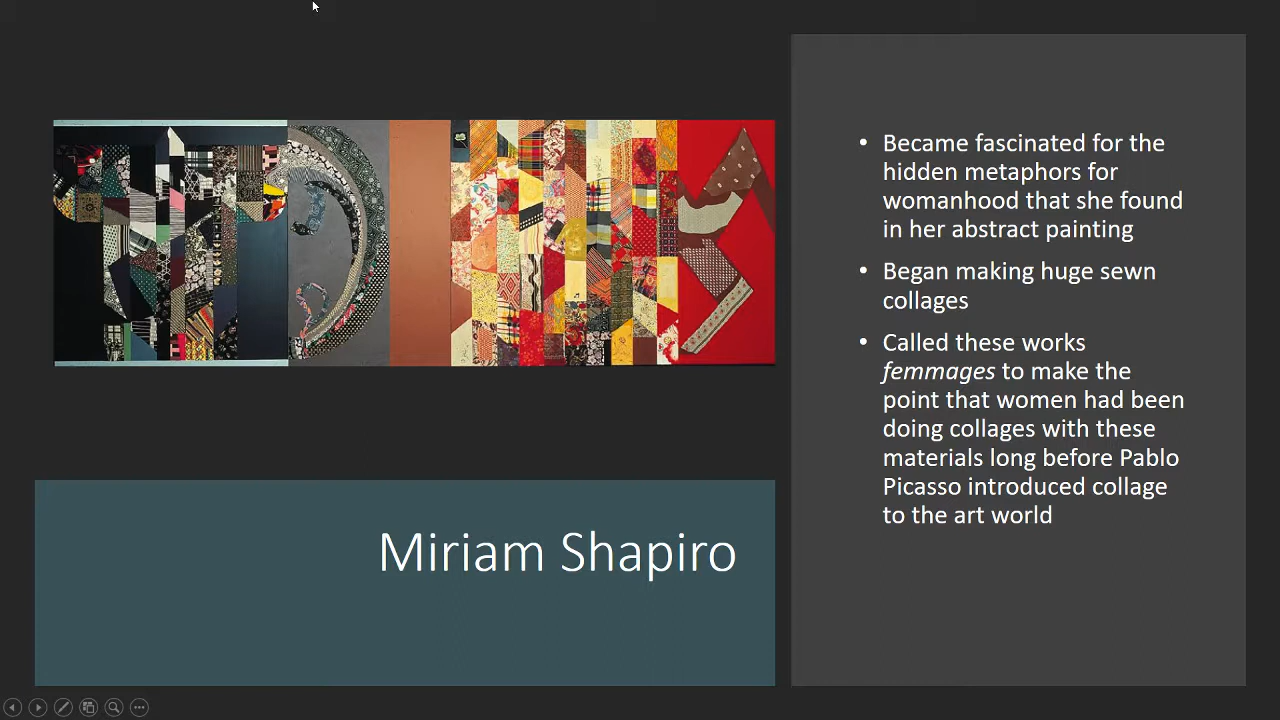 • Became fascinated for the
hidden metaphors for
womanhood that she found
in her abstract painting
• Began making huge sewn
collages
• Called these works
femmages to make the
point that women had been
doing collages with these
materials long before Pablo
Picasso introduced collage
to the art world
Miriam Shapiro